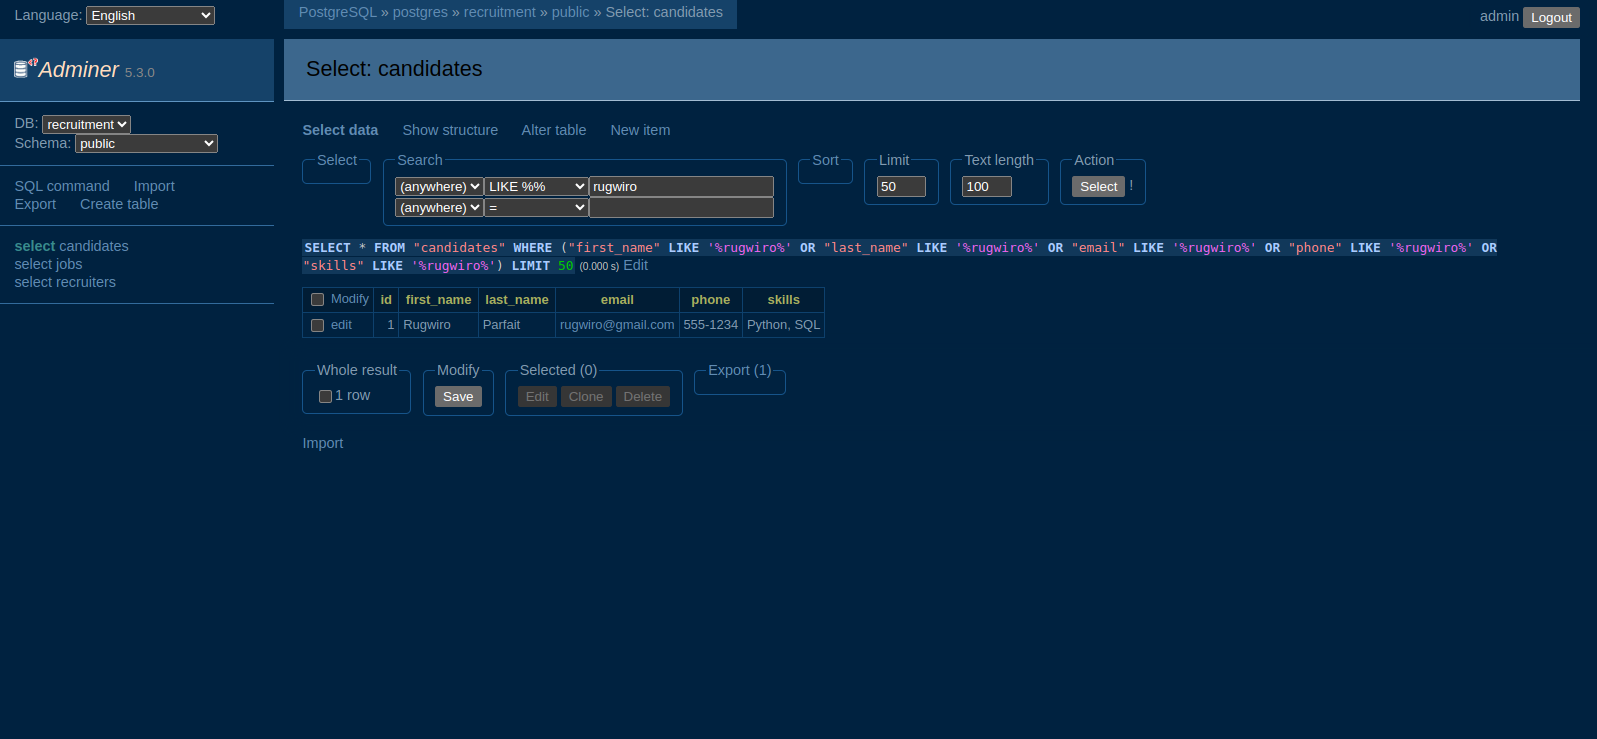 Language: English
PostgreSQL » postgres » recruitment » public » Select: candidates
admin Logout
Adminer 5.3.0
Select: candidates
DB: recruitment
Schema: public
SQL command Import
Export Create table
select candidates
select jobs
select recruiters
Select data Show structure Alter table New item
Select Search Sort Limit Text length Action
(anywhere) LIKE %% rugwiro 50 100 Select !
(anywhere) =
SELECT * FROM "candidates" WHERE ("first_name" LIKE '%rugwiro%' OR "last_name" LIKE '%rugwiro%' OR "email" LIKE '%rugwiro%' OR "phone" LIKE '%rugwiro%' OR
"skills" LIKE '%rugwiro%') LIMIT 50 (0.000 s) Edit
Modify id first_name last_name email phone skills
edit 1 Rugwiro Parfait rugwiro@gmail.com 555-1234 Python, SQL
Whole result Modify Selected (0) Export (1)
1 row Save Edit Clone Delete
Import